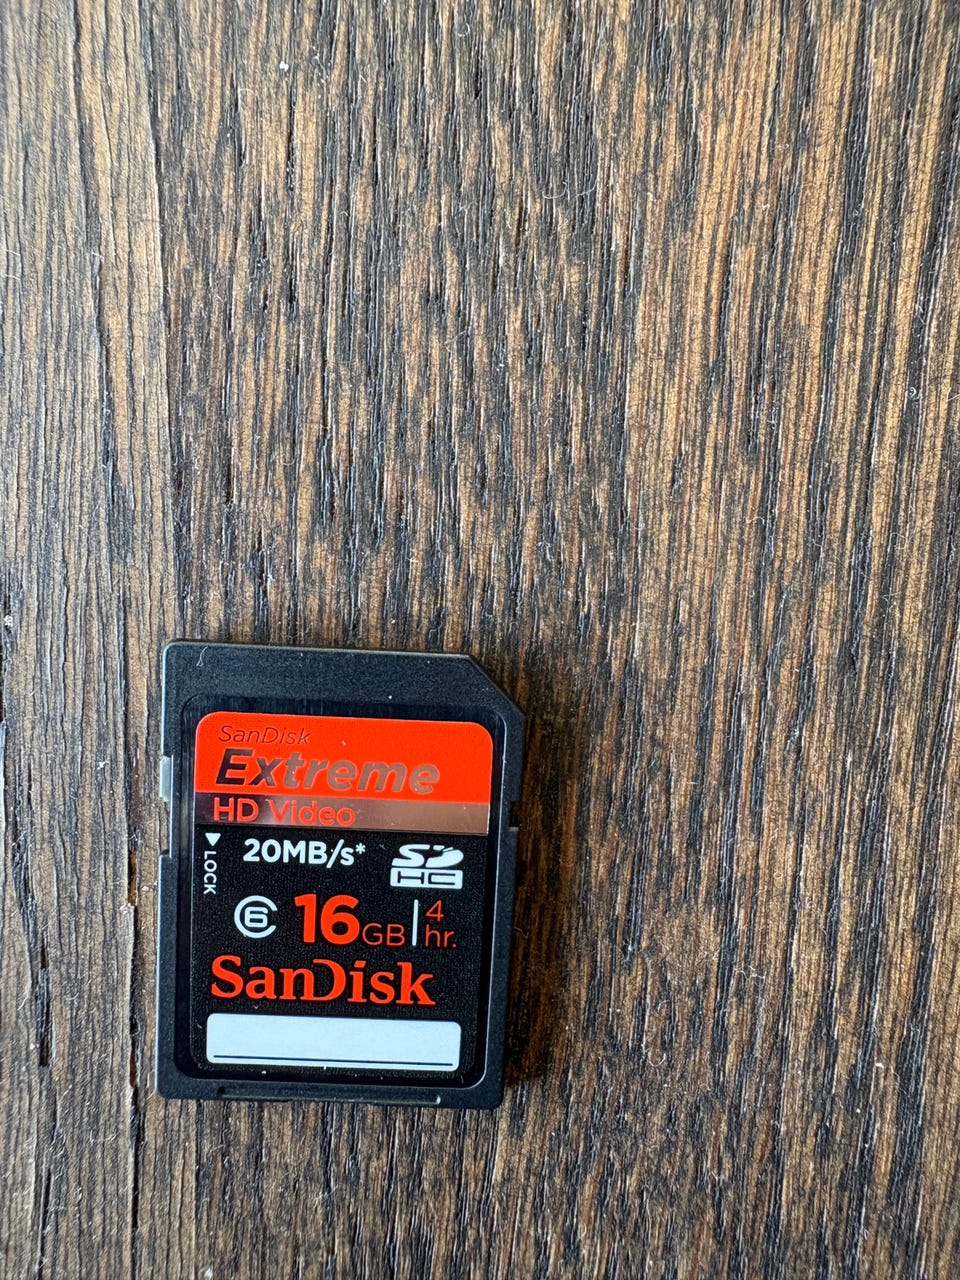 SanDisk
Extreme
HD Video
20MB/s*
SD
HC
LOCK
6
16GB
4
hr.
SanDisk